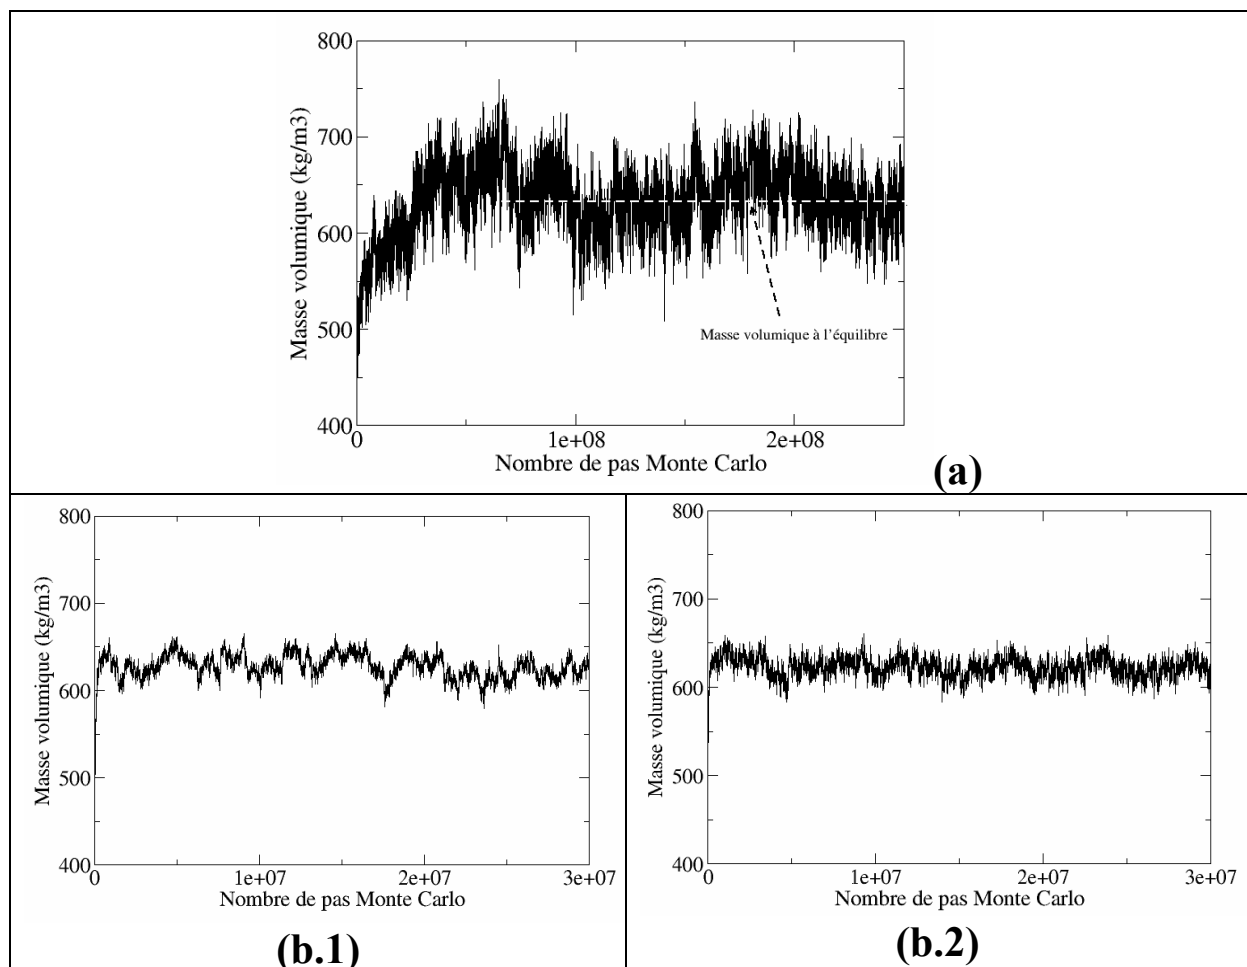 800
700
600
500
400
Masse volumique (kg/m3)
Masse volumique à l'équilibre
0
1e+08
2e+08
Nombre de pas Monte Carlo
(a)
800
700
600
500
400
Masse volumique (kg/m3)
0
1e+07
2e+07
3e+07
Nombre de pas Monte Carlo
(b.1)
800
700
600
500
400
Masse volumique (kg/m3)
0
1e+07
2e+07
3e+07
Nombre de pas Monte Carlo
(b.2)